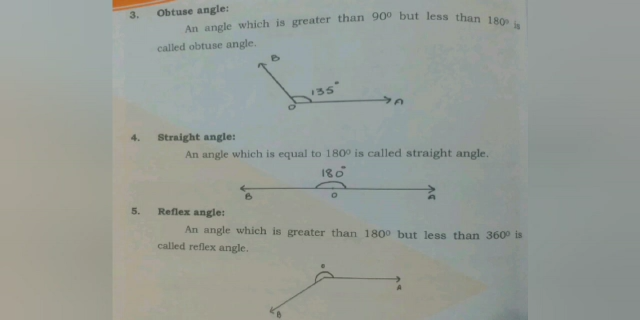 3. Obtuse angle:
An angle which is greater than 90° but less than 180° is
called obtuse angle.
B
135°
O A
4. Straight angle:
An angle which is equal to 180° is called straight angle.
180°
B O A
5. Reflex angle:
An angle which is greater than 180° but less than 360° is
called reflex angle.
A
B